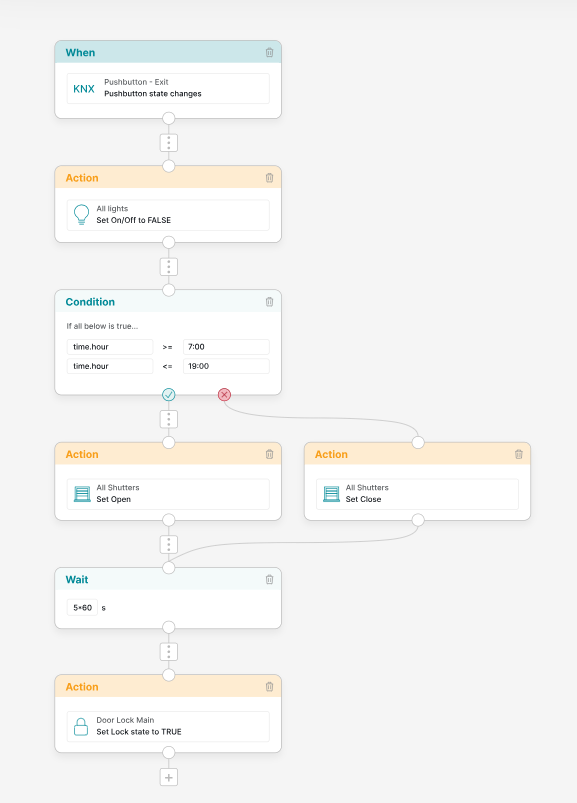 When
KNX
Pushbutton - Exit
Pushbutton state changes
Action
All lights
Set On/Off to FALSE
Condition
If all below is true...
time.hour >= 7:00
time.hour <= 19:00
Action
All Shutters
Set Open
Action
All Shutters
Set Close
Wait
5*60 s
Action
Door Lock Main
Set Lock state to TRUE